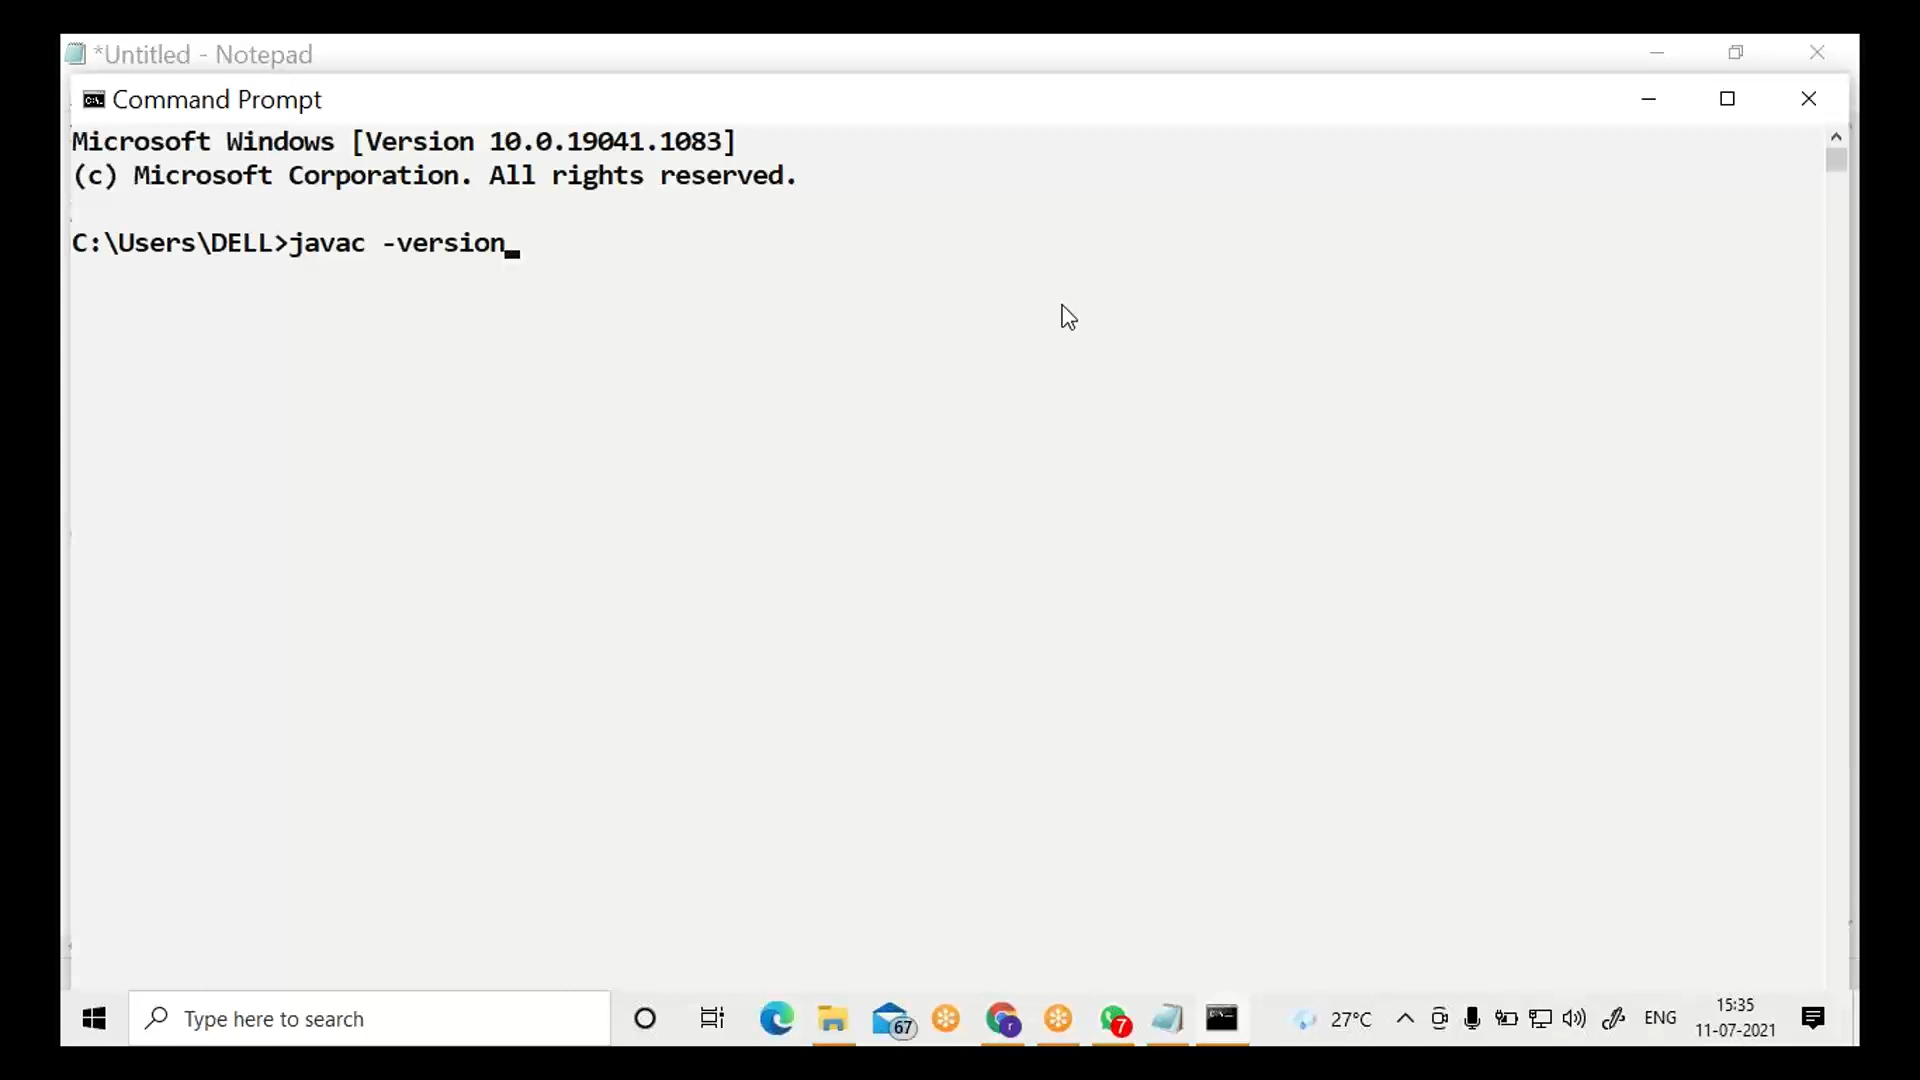 *Untitled - Notepad
Command Prompt
Microsoft Windows [Version 10.0.19041.1083]
(c) Microsoft Corporation. All rights reserved.
C:\Users\DELL>javac -version_
Type here to search
67
r
7
27°C
ENG
15:35
11-07-2021